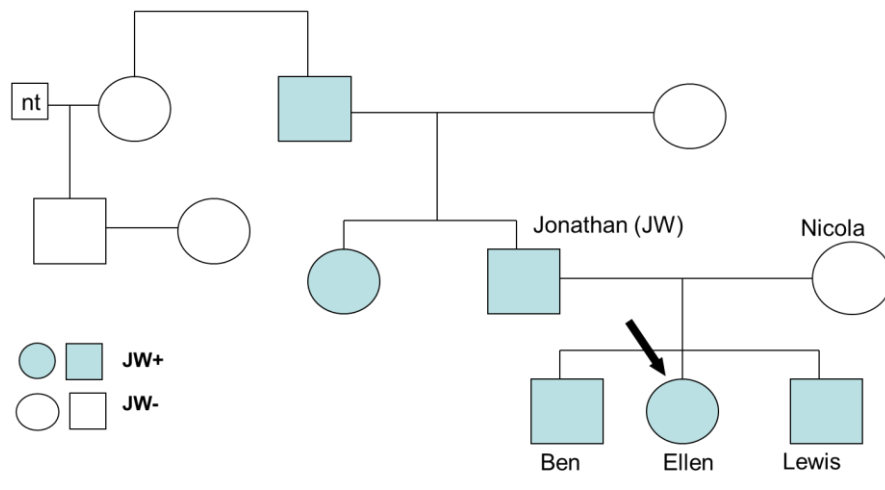 nt
Jonathan (JW)
Nicola
JW+
JW-
Ben
Ellen
Lewis